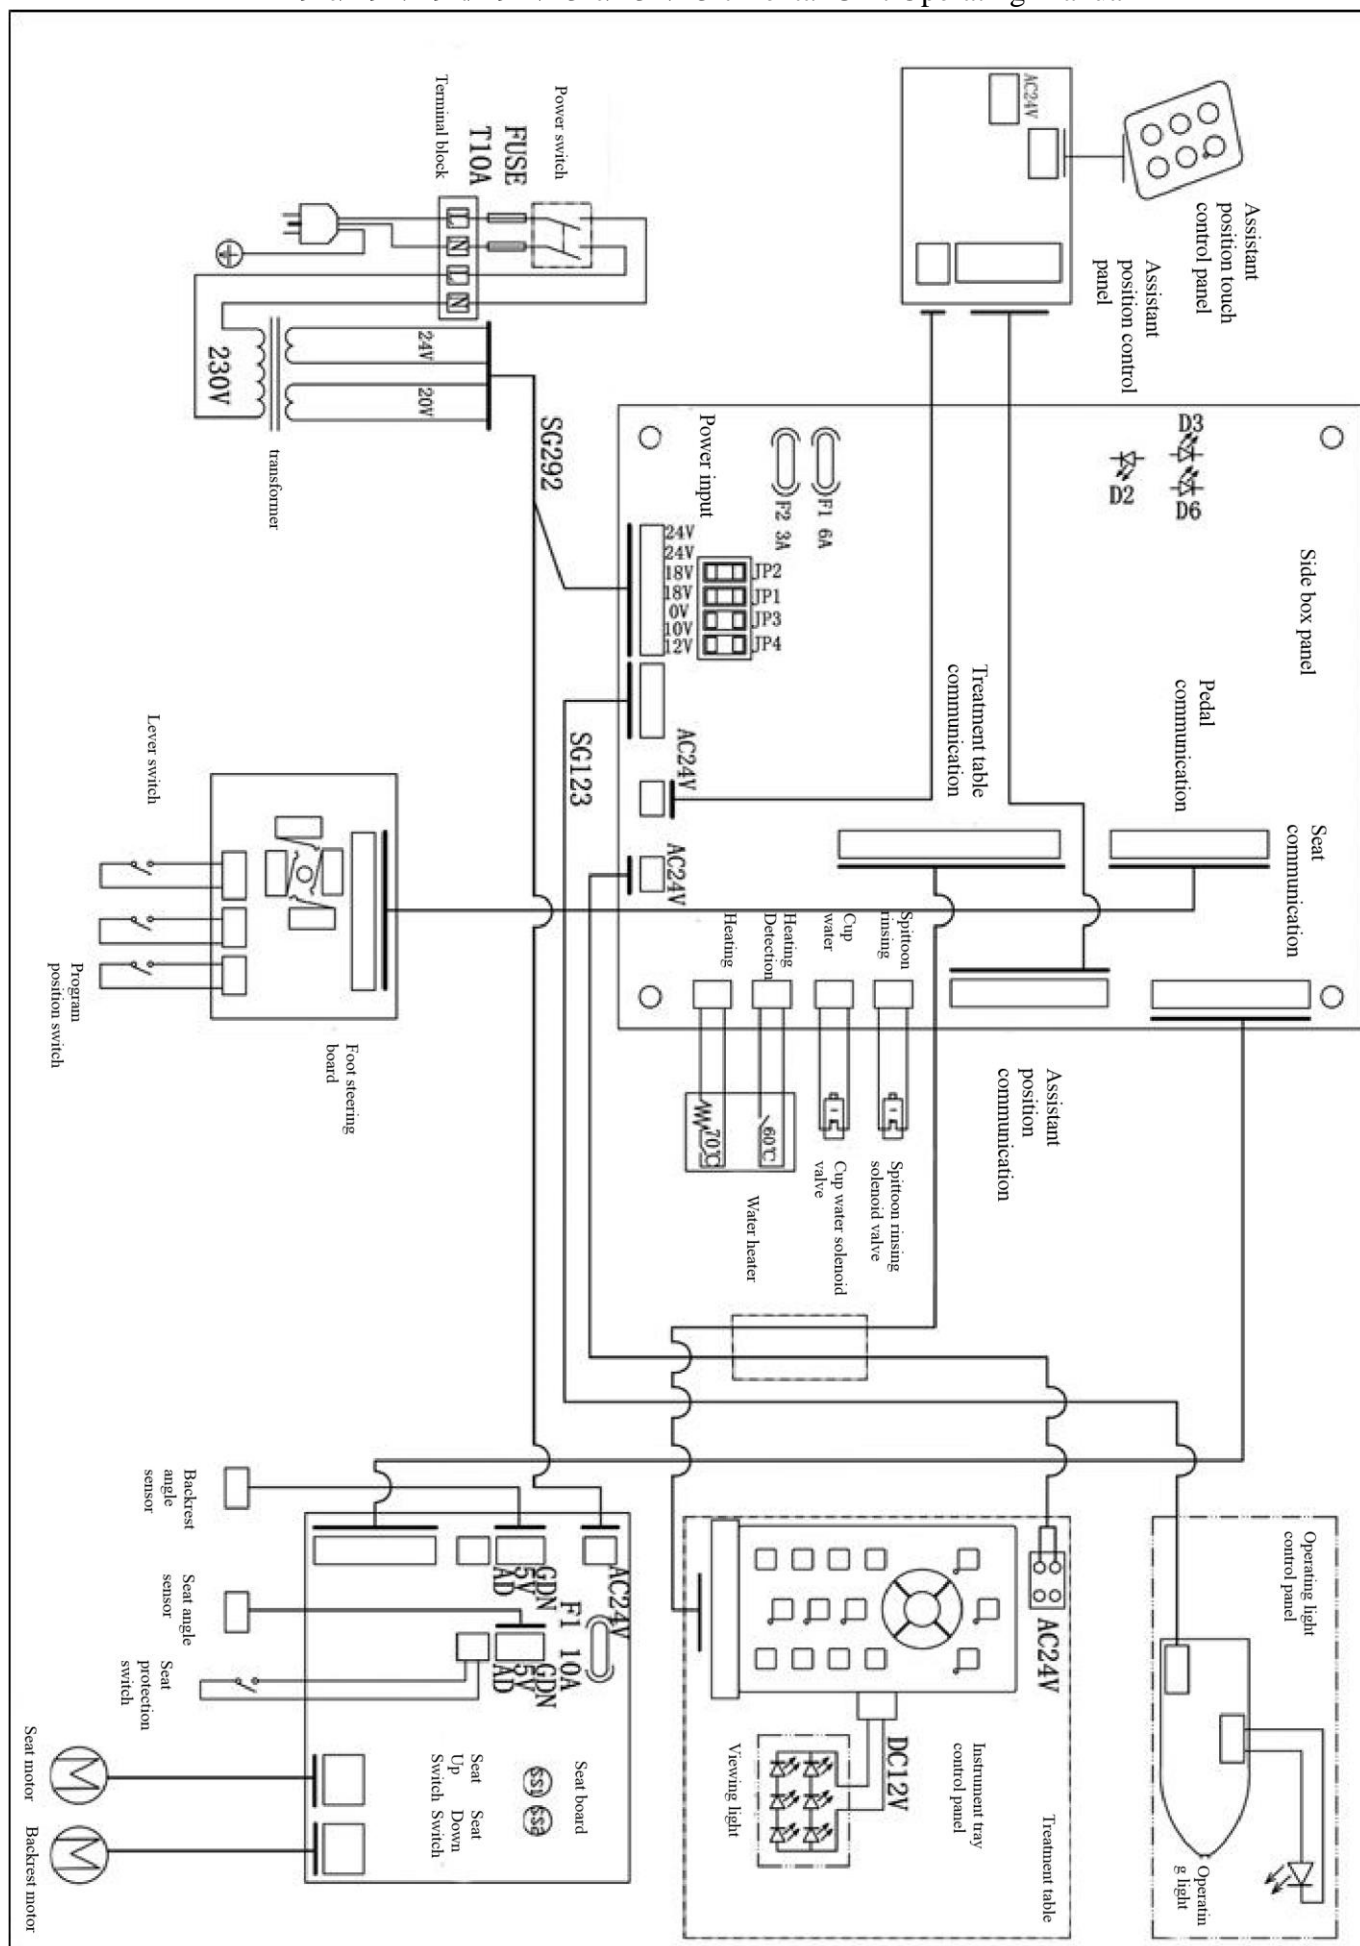 Operating Manual
Assistant
position touch
control panel
AC24V
Assistant
position control
panel
Power switch
FUSE
T10A
Terminal block
L
N
L
N
230V
24V
20V
transformer
SG292
Side box panel
D3
D6
D2
F1 6A
F2 3A
Power input
24V
24V
18V
18V
0V
10V
12V
JP2
JP1
JP3
JP4
SG123
AC24V
AC24V
Treatment table
communication
Pedal
communication
Seat
communication
Assistant
position
communication
Spittoon
rinsing
Cup
water
Heating
Detection
Heating
70℃
60℃
Spittoon rinsing
solenoid valve
Cup water solenoid
valve
Water heater
Lever switch
Program
position switch
Foot steering
board
Operating light
control panel
Operatin
g light
AC24V
DC12V
Instrument tray
control panel
Viewing light
Treatment table
Backrest
angle
sensor
Seat angle
sensor
Seat
protection
switch
AC24V
F1 10A
GDN
5V
AD
GDN
5V
AD
SS1
SS2
Seat board
Seat
Up
Switch
Seat
Down
Switch
M
Seat motor
M
Backrest motor